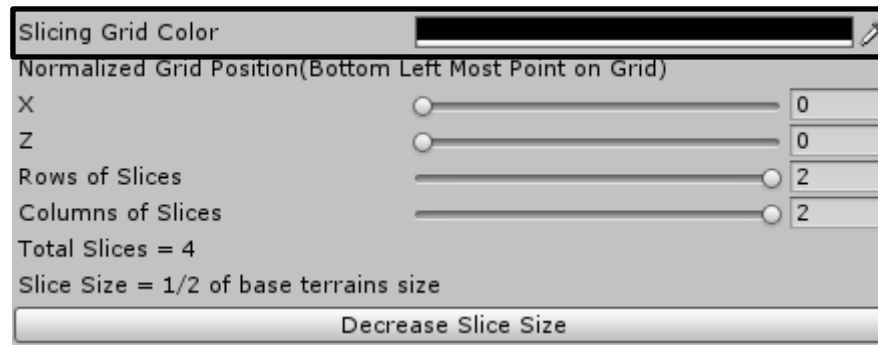 Slicing Grid Color
Normalized Grid Position(Bottom Left Most Point on Grid)
X 0
Z 0
Rows of Slices 2
Columns of Slices 2
Total Slices = 4
Slice Size = 1/2 of base terrains size
Decrease Slice Size